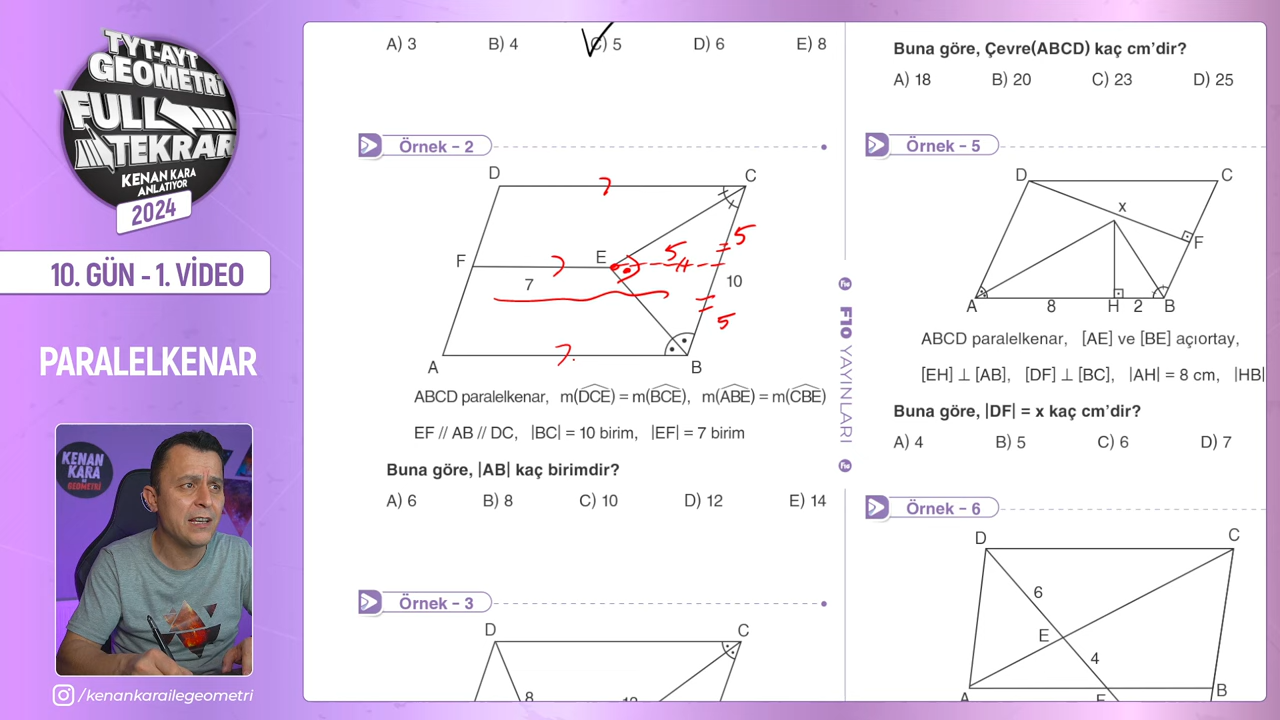 TYT-AYT
GEOMETRİ
FULL
TEKRAR
KENAN KARA
ANLATIYOR
2024
10. GÜN - 1. VİDEO
PARALELKENAR
KENAN
KARA
GEOMETRİ
/kenankarailegeometri
A) 3 B) 4 C) 5 D) 6 E) 8
Örnek – 2
D C
F E 5 5
7 10
5
A B
ABCD paralelkenar, m(DCE) = m(BCE), m(ABE) = m(CBE)
EF // AB // DC, |BC| = 10 birim, |EF| = 7 birim
Buna göre, |AB| kaç birimdir?
A) 6 B) 8 C) 10 D) 12 E) 14
Örnek – 3
D C
8
F10 YAYINLARI
Buna göre, Çevre(ABCD) kaç cm'dir?
A) 18 B) 20 C) 23 D) 25
Örnek – 5
D C
x
F
A 8 H 2 B
ABCD paralelkenar, [AE] ve [BE] açıortay,
[EH] ⊥ [AB], [DF] ⊥ [BC], |AH| = 8 cm, |HB|
Buna göre, |DF| = x kaç cm'dir?
A) 4 B) 5 C) 6 D) 7
Örnek – 6
D C
6
E
4
A B